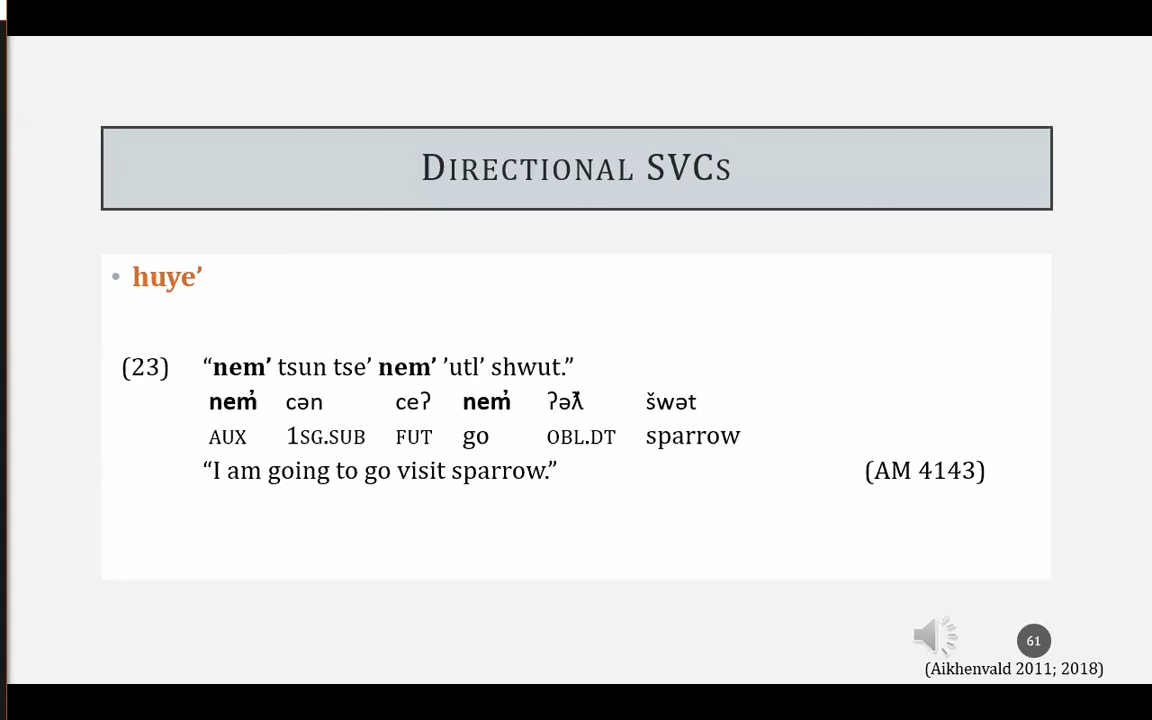 DIRECTIONAL SVCS
• huye’
(23) “nem’ tsun tse’ nem’ ’utl’ shwut.”
nem̓ cən ceʔ nem̓ ʔəƛ̓ šwət
AUX 1SG.SUB FUT go OBL.DT sparrow
“I am going to go visit sparrow.” (AM 4143)
61
(Aikhenvald 2011; 2018)